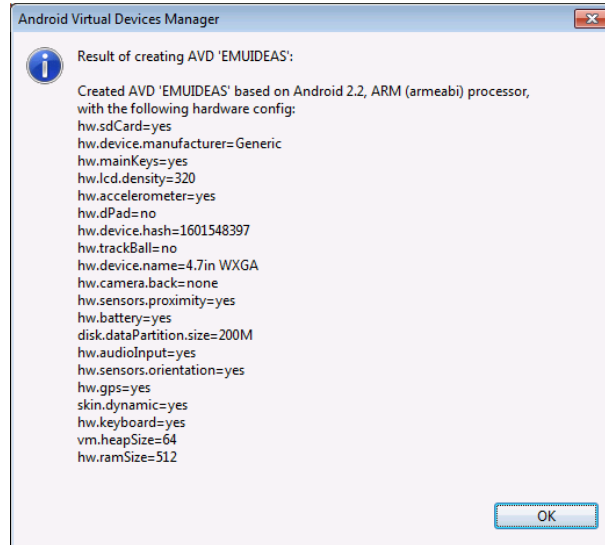 Android Virtual Devices Manager
Result of creating AVD 'EMUIDEAS':
Created AVD 'EMUIDEAS' based on Android 2.2, ARM (armeabi) processor,
with the following hardware config:
hw.sdCard=yes
hw.device.manufacturer=Generic
hw.mainKeys=yes
hw.lcd.density=320
hw.accelerometer=yes
hw.dPad=no
hw.device.hash=1601548397
hw.trackBall=no
hw.device.name=4.7in WXGA
hw.camera.back=none
hw.sensors.proximity=yes
hw.battery=yes
disk.dataPartition.size=200M
hw.audioInput=yes
hw.sensors.orientation=yes
hw.gps=yes
skin.dynamic=yes
hw.keyboard=yes
vm.heapSize=64
hw.ramSize=512
OK